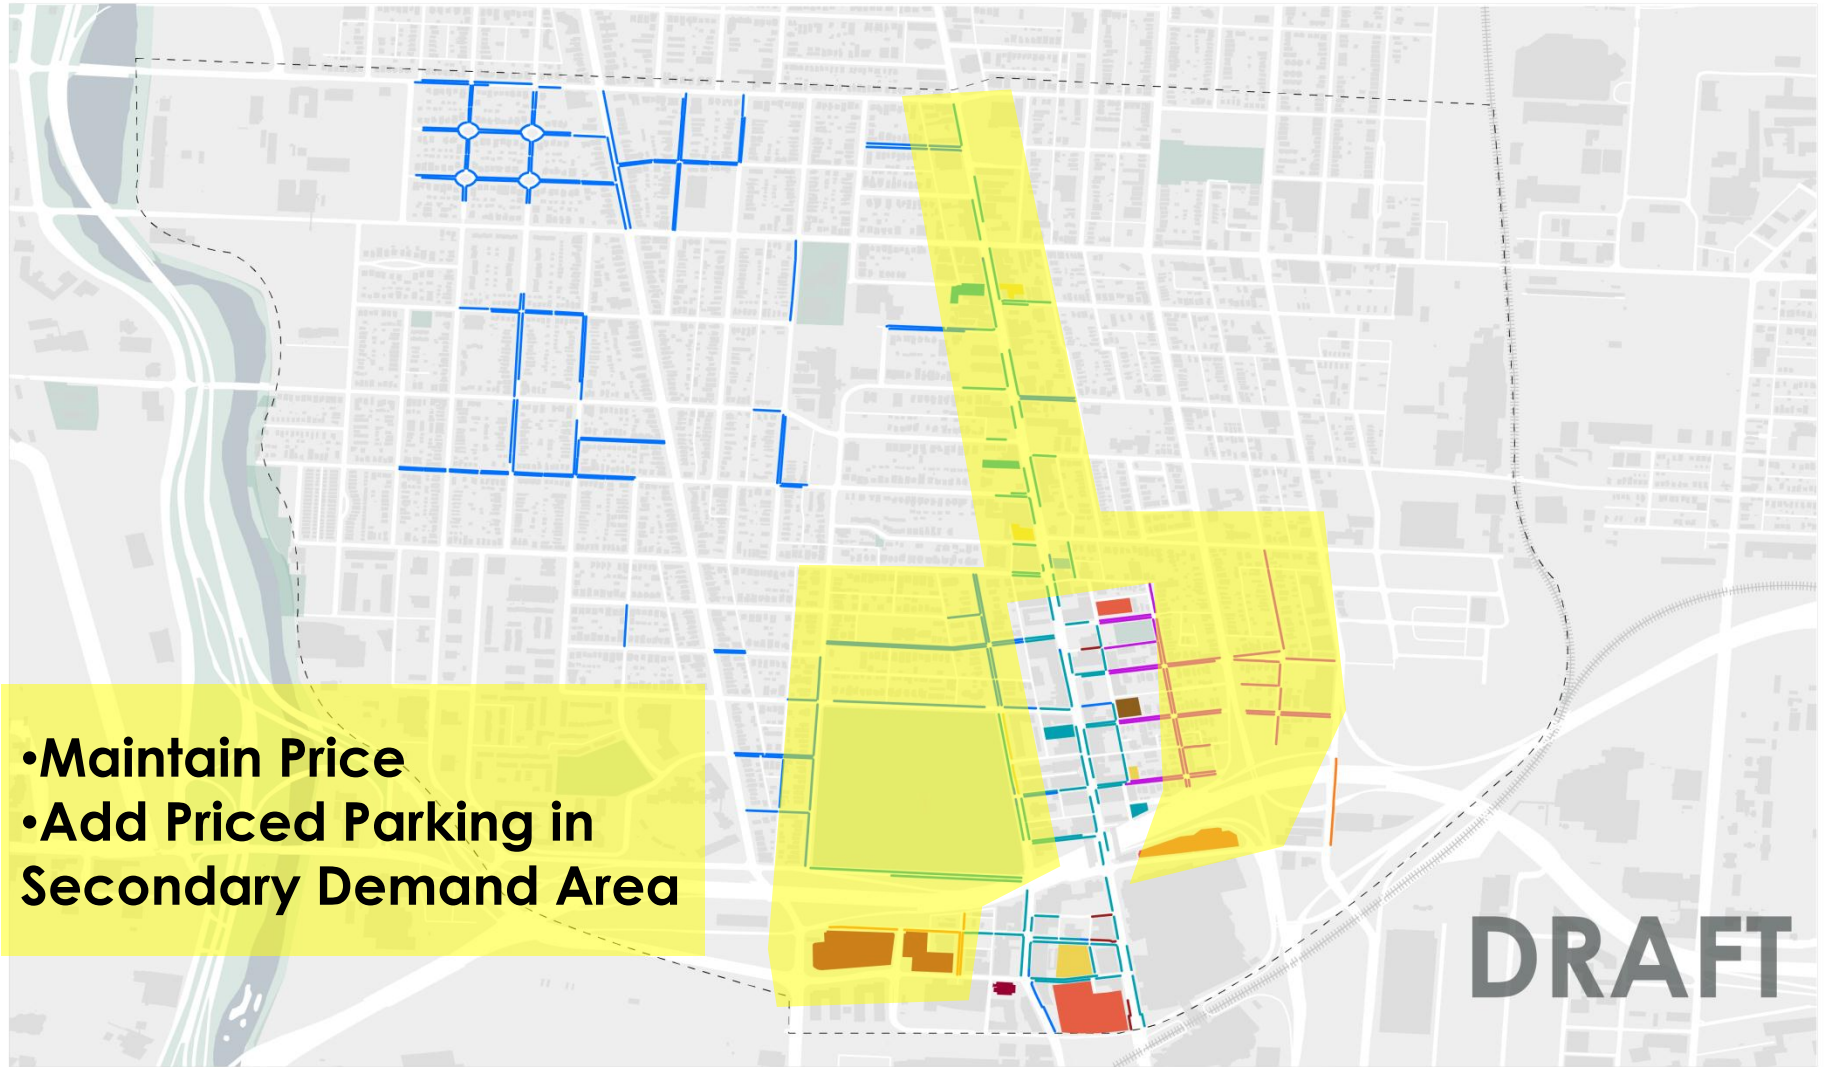 •Maintain Price
•Add Priced Parking in
Secondary Demand Area
DRAFT